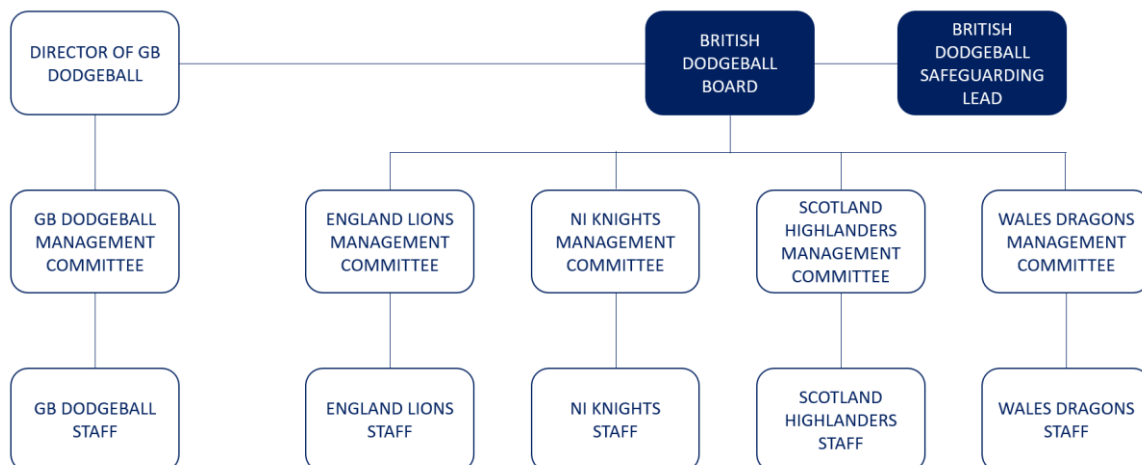 DIRECTOR OF GB
DODGEBALL
BRITISH
DODGEBALL
BOARD
BRITISH
DODGEBALL
SAFEGUARDING
LEAD
GB DODGEBALL
MANAGEMENT
COMMITTEE
ENGLAND LIONS
MANAGEMENT
COMMITTEE
NI KNIGHTS
MANAGEMENT
COMMITTEE
SCOTLAND
HIGHLANDERS
MANAGEMENT
COMMITTEE
WALES DRAGONS
MANAGEMENT
COMMITTEE
GB DODGEBALL
STAFF
ENGLAND LIONS
STAFF
NI KNIGHTS
STAFF
SCOTLAND
HIGHLANDERS
STAFF
WALES DRAGONS
STAFF